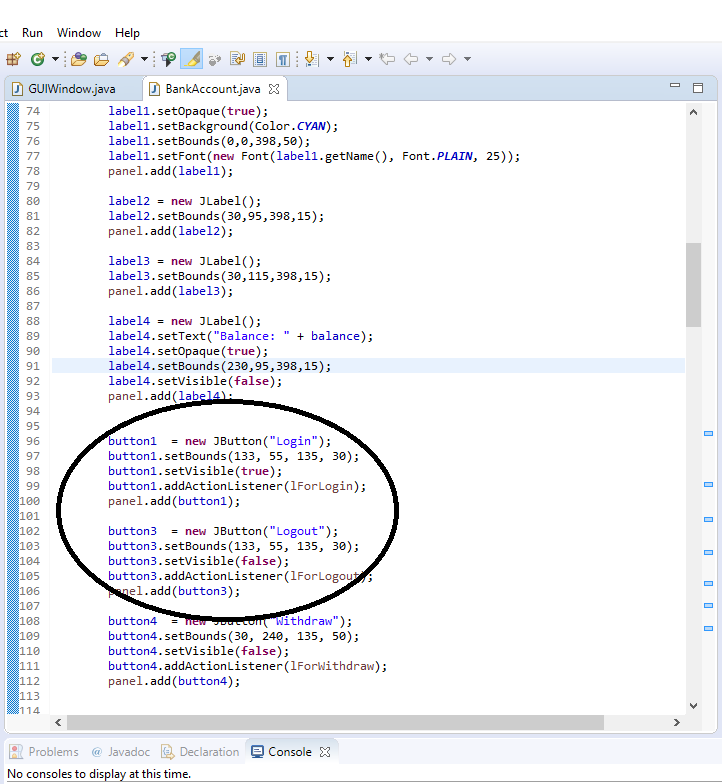 ct Run Window Help
GUIWindow.java BankAccount.java
74 label1.setOpaque(true);
75 label1.setBackground(Color.CYAN);
76 label1.setBounds(0,0,398,50);
77 label1.setFont(new Font(label1.getName(), Font.PLAIN, 25));
78 panel.add(label1);
79
80 label2 = new JLabel();
81 label2.setBounds(30,95,398,15);
82 panel.add(label2);
83
84 label3 = new JLabel();
85 label3.setBounds(30,115,398,15);
86 panel.add(label3);
87
88 label4 = new JLabel();
89 label4.setText("Balance: " + balance);
90 label4.setOpaque(true);
91 label4.setBounds(230,95,398,15);
92 label4.setVisible(false);
93 panel.add(label4);
94
95
96 button1  = new JButton("Login");
97 button1.setBounds(133, 55, 135, 30);
98 button1.setVisible(true);
99 button1.addActionListener(lForLogin);
100 panel.add(button1);
101
102 button3  = new JButton("Logout");
103 button3.setBounds(133, 55, 135, 30);
104 button3.setVisible(false);
105 button3.addActionListener(lForLogout);
106 panel.add(button3);
107
108 button4  = new JButton("Withdraw");
109 button4.setBounds(30, 240, 135, 50);
110 button4.setVisible(false);
111 button4.addActionListener(lForWithdraw);
112 panel.add(button4);
113
114
Problems @ Javadoc Declaration Console
No consoles to display at this time.